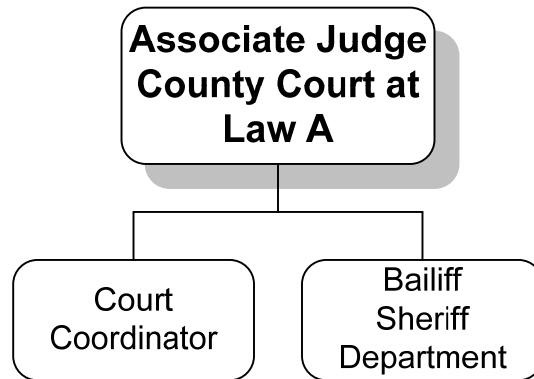 Associate Judge
County Court at
Law A
Court
Coordinator
Bailiff
Sheriff
Department